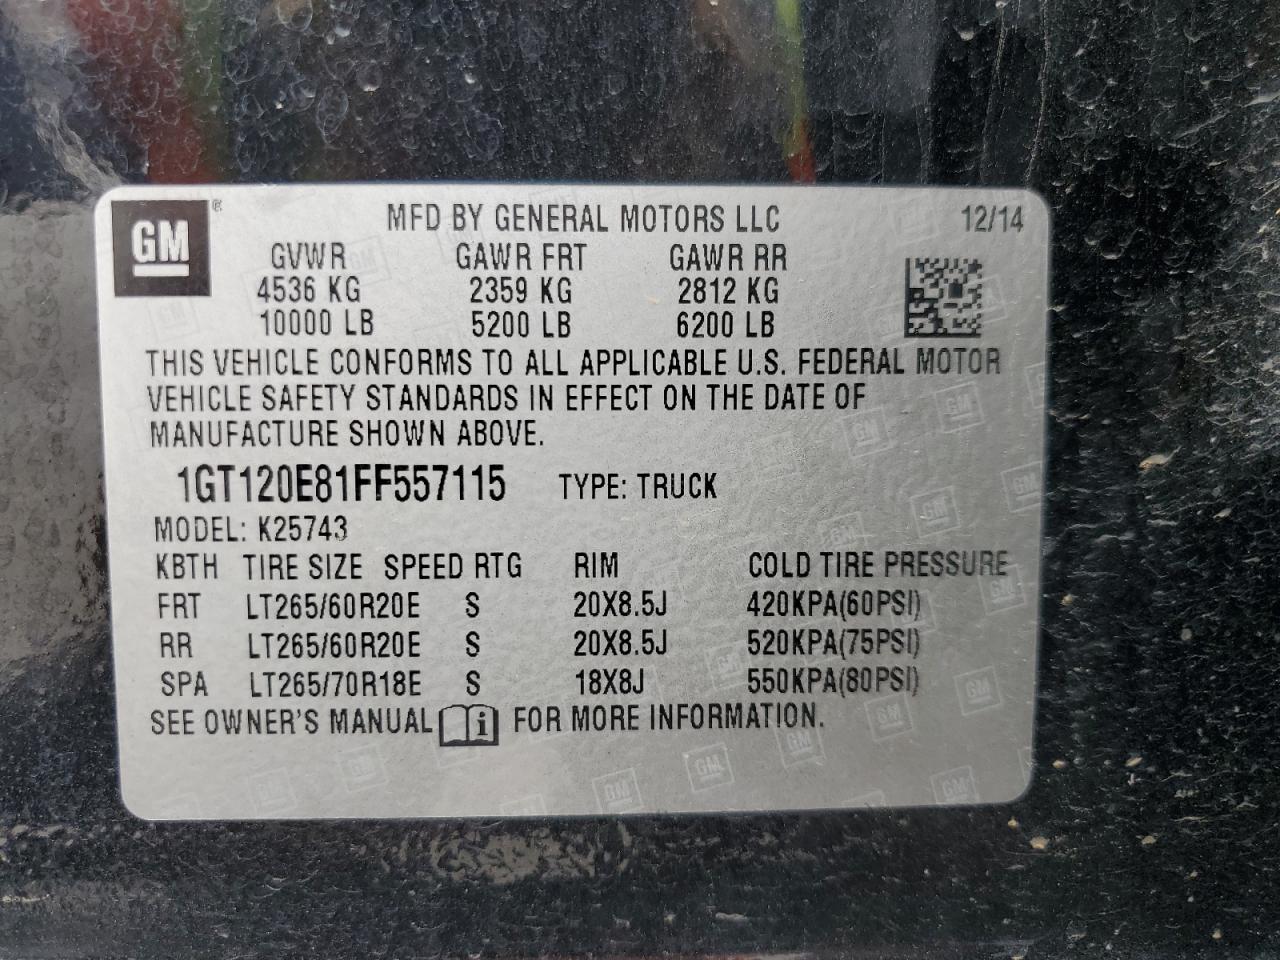 GM ®
MFD BY GENERAL MOTORS LLC 12/14
GVWR GAWR FRT GAWR RR
4536 KG 2359 KG 2812 KG
10000 LB 5200 LB 6200 LB
THIS VEHICLE CONFORMS TO ALL APPLICABLE U.S. FEDERAL MOTOR
VEHICLE SAFETY STANDARDS IN EFFECT ON THE DATE OF
MANUFACTURE SHOWN ABOVE.
1GT120E81FF557115 TYPE: TRUCK
MODEL: K25743
KBTH TIRE SIZE SPEED RTG RIM COLD TIRE PRESSURE
FRT LT265/60R20E S 20X8.5J 420KPA(60PSI)
RR LT265/60R20E S 20X8.5J 520KPA(75PSI)
SPA LT265/70R18E S 18X8J 550KPA(80PSI)
SEE OWNER'S MANUAL i FOR MORE INFORMATION.